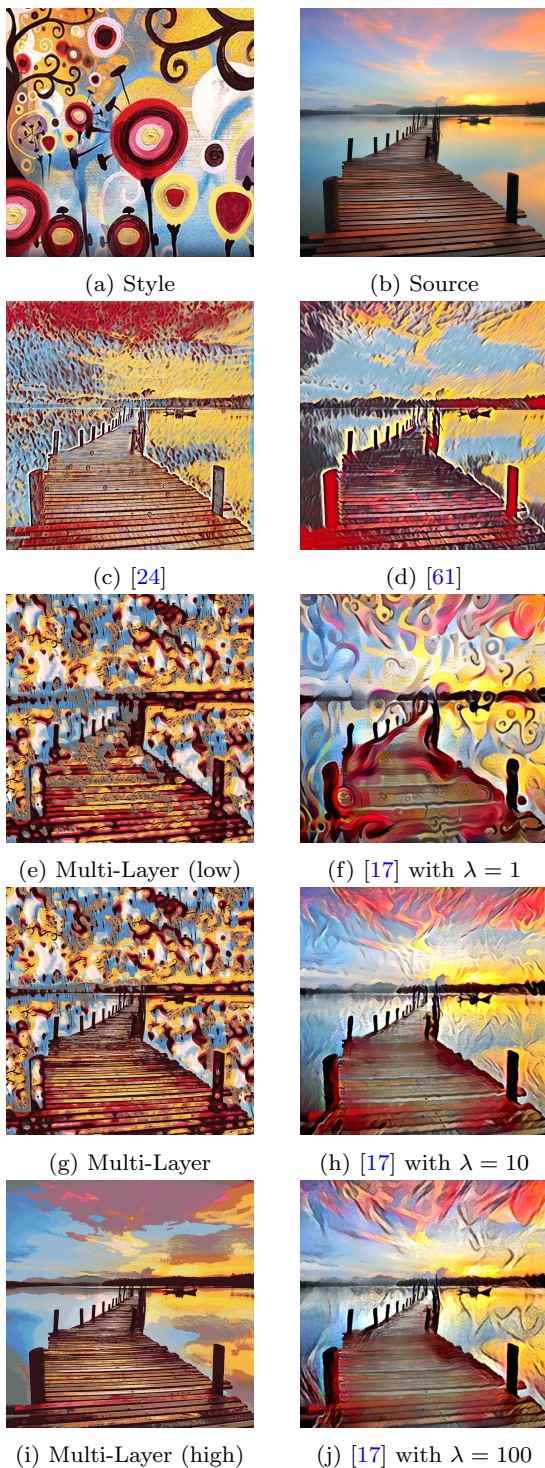 (a) Style
(b) Source
(c) [24]
(d) [61]
(e) Multi-Layer (low)
(f) [17] with λ = 1
(g) Multi-Layer
(h) [17] with λ = 10
(i) Multi-Layer (high)
(j) [17] with λ = 100